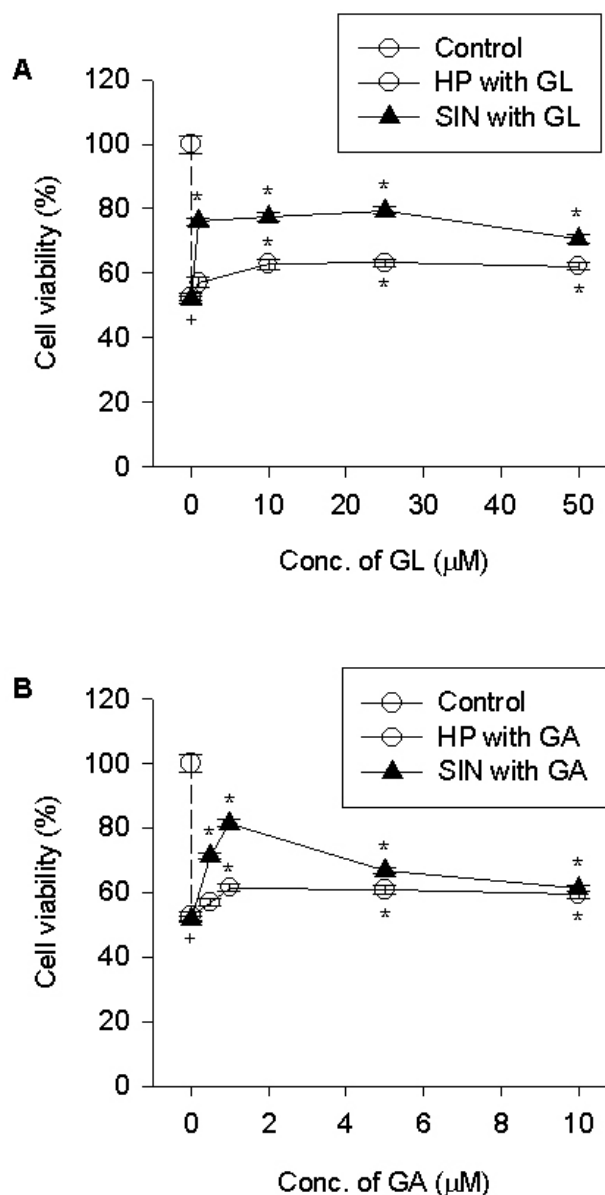 A
Control
HP with GL
SIN with GL
Cell viability (%)
120
100
80
60
40
20
0
* * * *
* * *
+
0 10 20 30 40 50
Conc. of GL (μM)
B
Control
HP with GA
SIN with GA
Cell viability (%)
120
100
80
60
40
20
0
* * * *
* * *
+
0 2 4 6 8 10
Conc. of GA (μM)